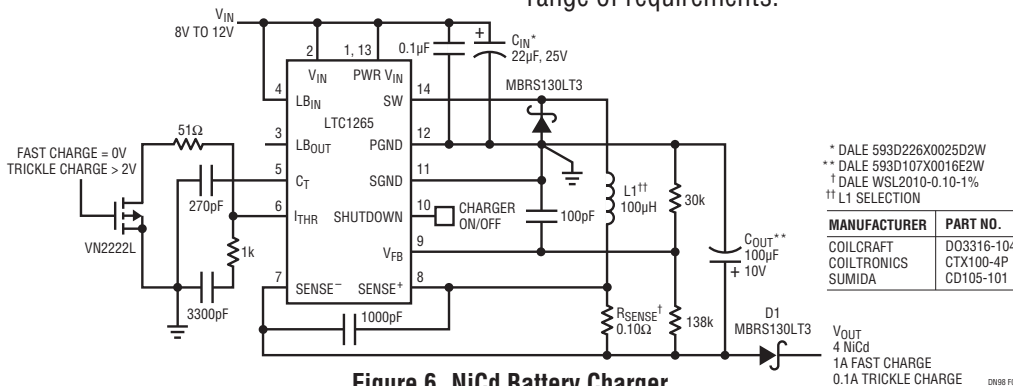 range of requirements.
VIN
8V TO 12V
0.1µF
+
CIN*
22µF, 25V
2
1, 13
VIN
PWR VIN
4
LBIN
SW
14
MBRS130LT3
LTC1265
51Ω
3
LBOUT
PGND
12
FAST CHARGE = 0V
TRICKLE CHARGE > 2V
5
CT
SGND
11
270pF
L1††
100µH
30k
6
ITHR
SHUTDOWN
10
CHARGER
ON/OFF
100pF
VN2222L
1k
VFB
9
COUT**
100µF
+ 10V
7
SENSE−
SENSE+
8
3300pF
1000pF
RSENSE†
0.10Ω
138k
D1
MBRS130LT3
VOUT
4 NiCd
1A FAST CHARGE
0.1A TRICKLE CHARGE
* DALE 593D226X0025D2W
** DALE 593D107X0016E2W
† DALE WSL2010-0.10-1%
†† L1 SELECTION
MANUFACTURER PART NO.
COILCRAFT DO3316-104
COILTRONICS CTX100-4P
SUMIDA CD105-101
Figure 6. NiCd Battery Charger